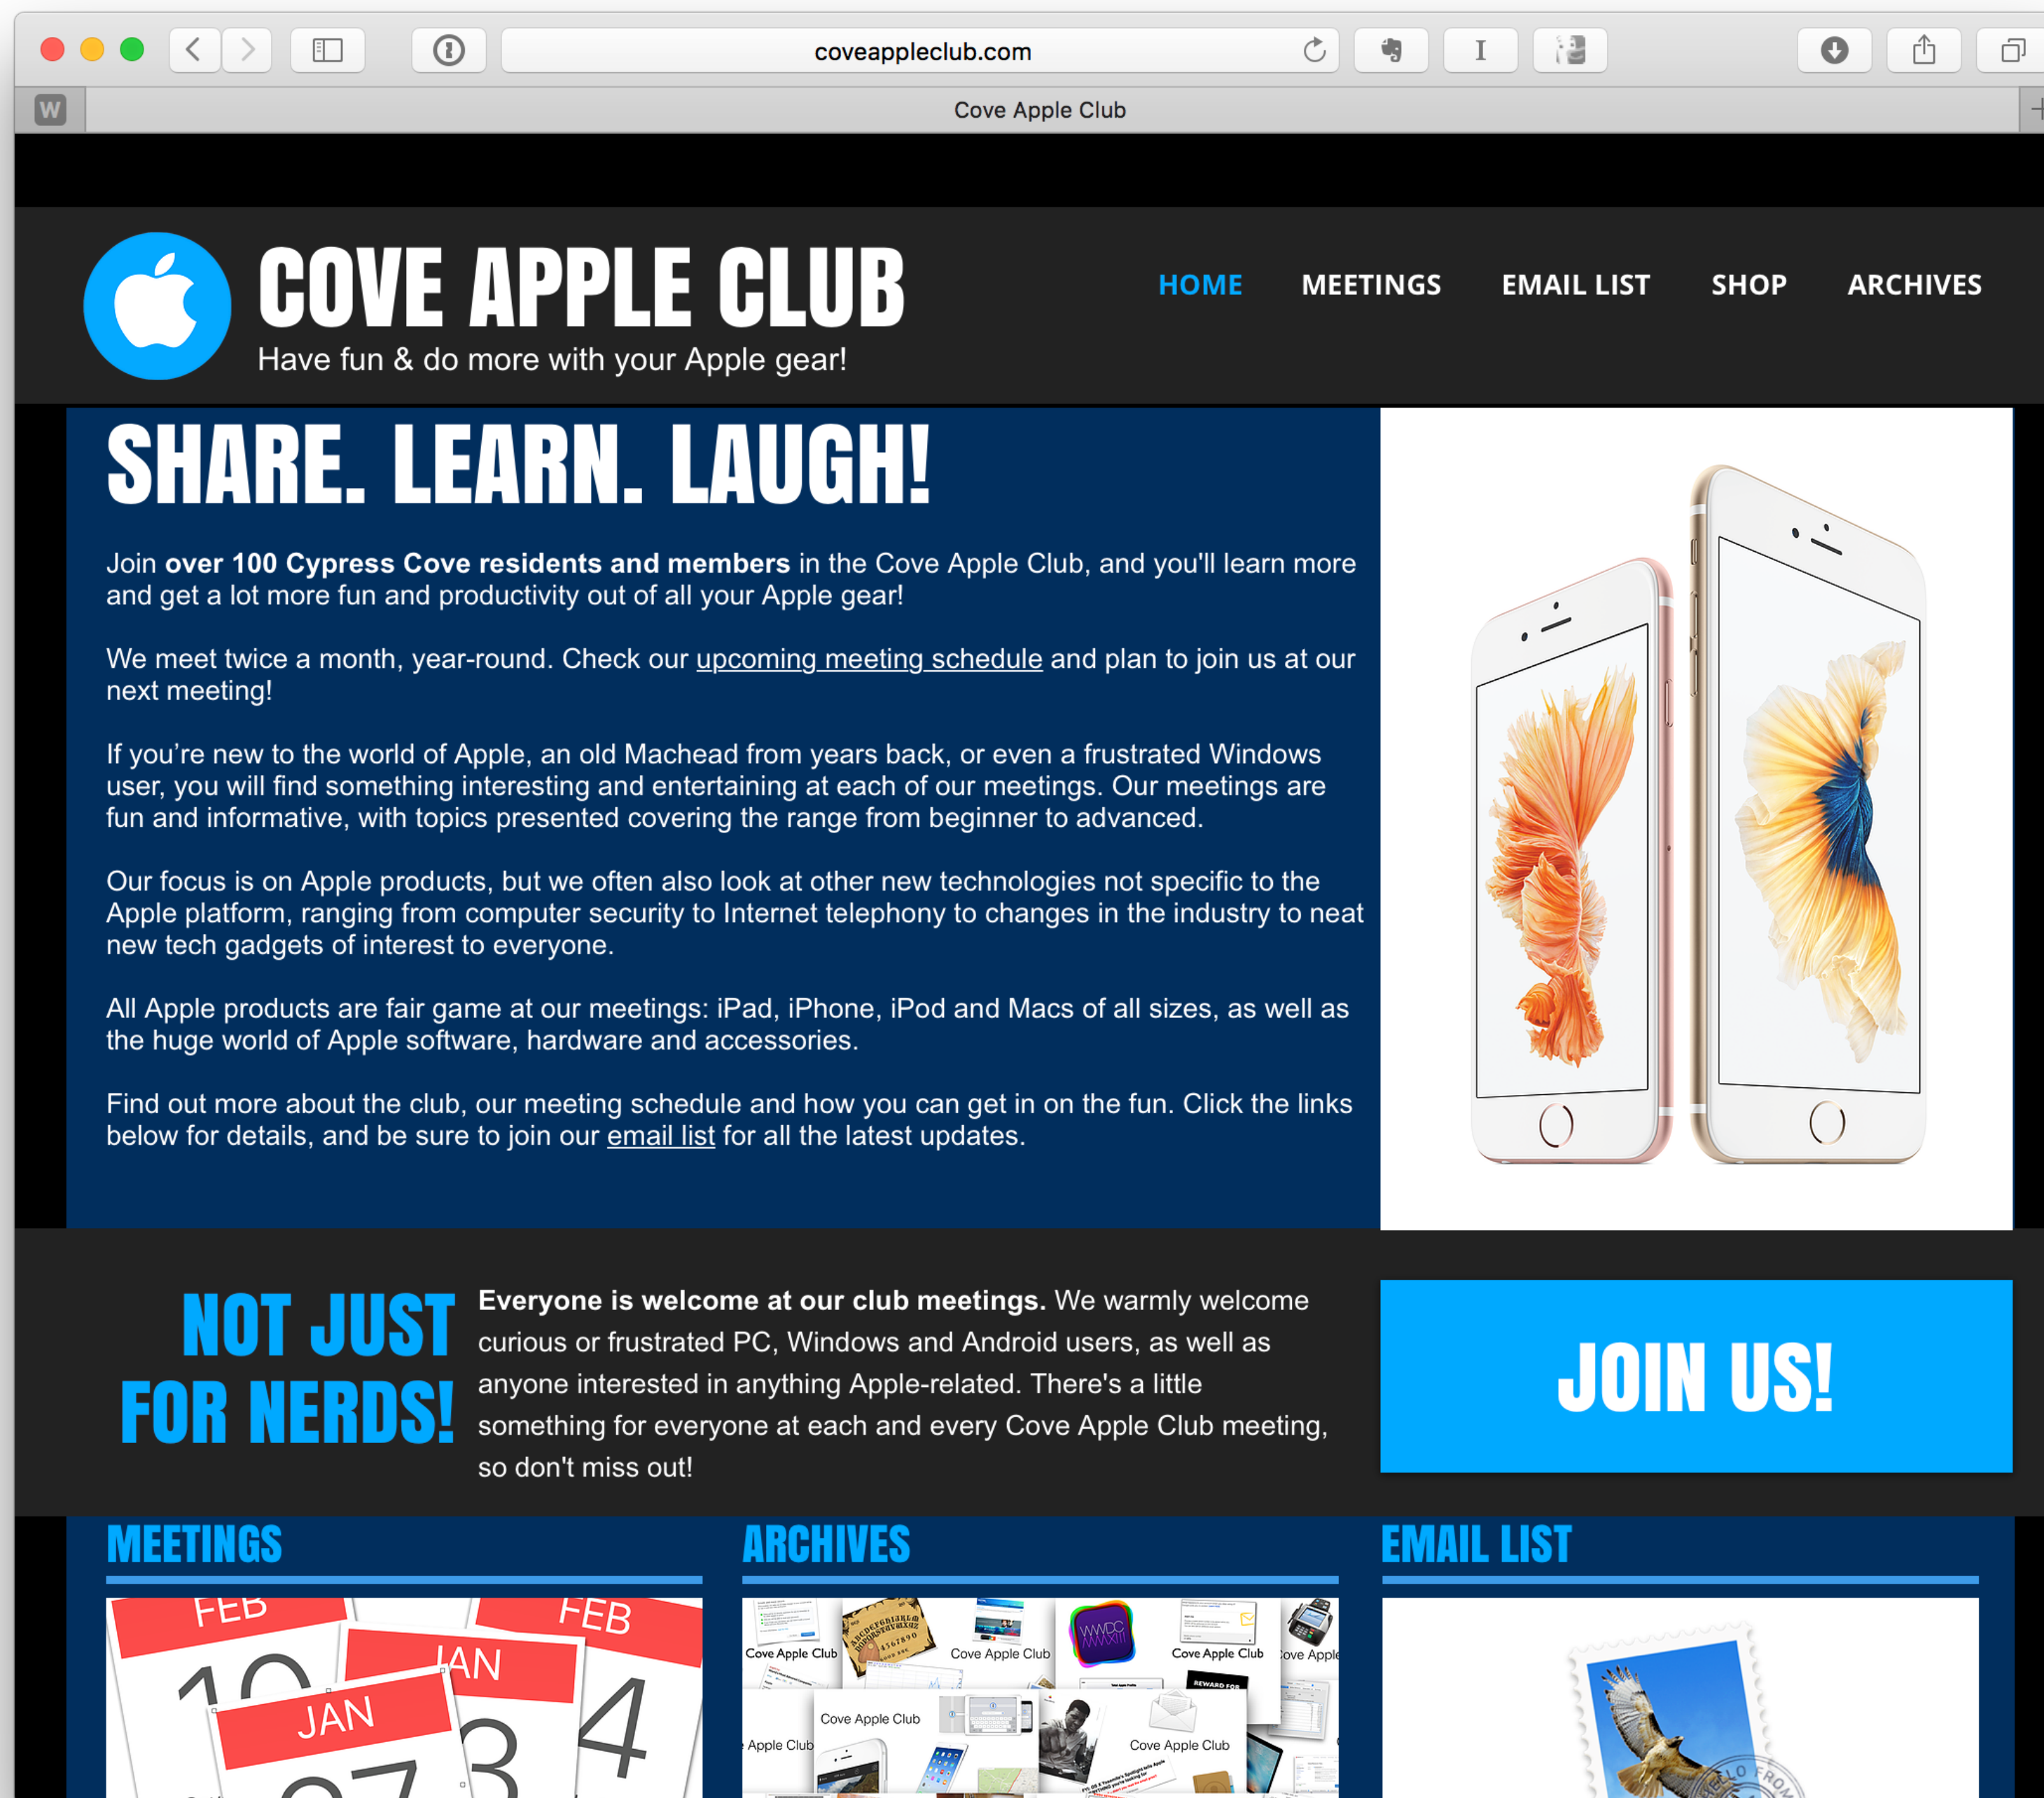 coveappleclub.com
W
Cove Apple Club
COVE APPLE CLUB
Have fun & do more with your Apple gear!
HOME MEETINGS EMAIL LIST SHOP ARCHIVES
SHARE. LEARN. LAUGH!
Join over 100 Cypress Cove residents and members in the Cove Apple Club, and you'll learn more
and get a lot more fun and productivity out of all your Apple gear!
We meet twice a month, year-round. Check our upcoming meeting schedule and plan to join us at our
next meeting!
If you’re new to the world of Apple, an old Machead from years back, or even a frustrated Windows
user, you will find something interesting and entertaining at each of our meetings. Our meetings are
fun and informative, with topics presented covering the range from beginner to advanced.
Our focus is on Apple products, but we often also look at other new technologies not specific to the
Apple platform, ranging from computer security to Internet telephony to changes in the industry to neat
new tech gadgets of interest to everyone.
All Apple products are fair game at our meetings: iPad, iPhone, iPod and Macs of all sizes, as well as
the huge world of Apple software, hardware and accessories.
Find out more about the club, our meeting schedule and how you can get in on the fun. Click the links
below for details, and be sure to join our email list for all the latest updates.
NOT JUST
FOR NERDS!
Everyone is welcome at our club meetings. We warmly welcome
curious or frustrated PC, Windows and Android users, as well as
anyone interested in anything Apple-related. There's a little
something for everyone at each and every Cove Apple Club meeting,
so don't miss out!
JOIN US!
MEETINGS
ARCHIVES
EMAIL LIST
FEB
FEB
JAN
4
JAN
3
WWDC
MMXIII
Cove Apple Club
Cove Apple Club
Cove Apple Club
Cove Apple
REWARD FOR
Cove Apple Club
Apple Club
Cove Apple Club
HELLO FROM